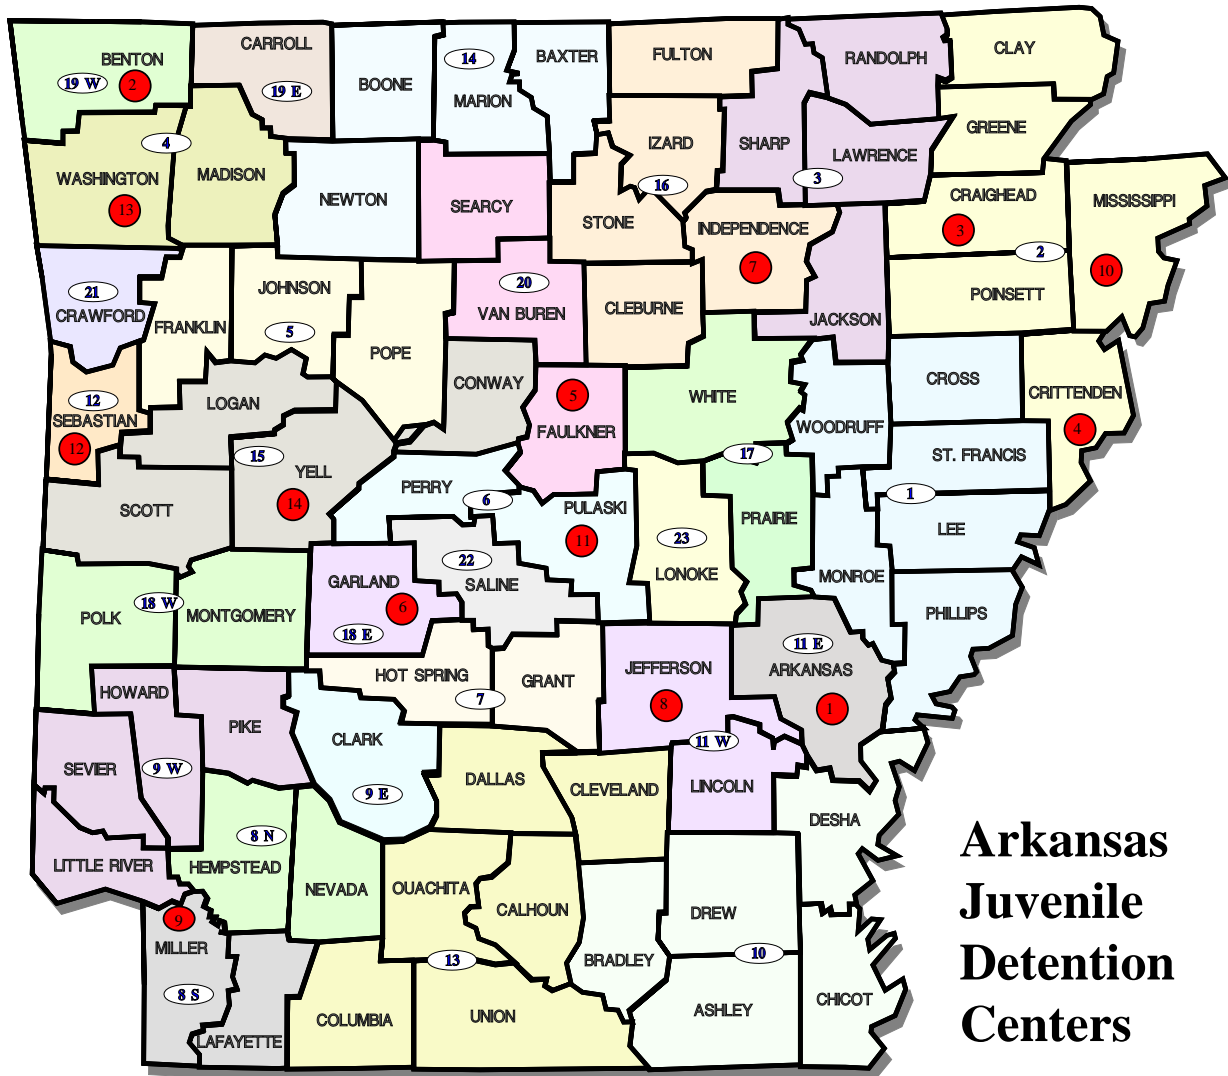 CARROLL
CLAY
BENTON
FULTON
BAXTER
RANDOLPH
14
19 W
2
19 E
BOONE
MARION
GREENE
4
IZARD
SHARP
LAWRENCE
WASHINGTON
MADISON
16
3
CRAIGHEAD
13
NEWTON
SEARCY
STONE
INDEPENDENCE
3
MISSISSIPPI
2
7
10
21
JOHNSON
20
POINSETT
CRAWFORD
FRANKLIN
5
VAN BUREN
CLEBURNE
JACKSON
POPE
CONWAY
CROSS
12
LOGAN
5
WHITE
CRITTENDEN
SEBASTIAN
FAULKNER
WOODRUFF
4
12
15
YELL
17
ST. FRANCIS
PERRY
6
1
SCOTT
14
PULASKI
PRAIRIE
LEE
11
23
22
GARLAND
SALINE
LONOKE
MONROE
18 W
6
POLK
MONTGOMERY
18 E
PHILLIPS
11 E
HOT SPRING
GRANT
JEFFERSON
ARKANSAS
HOWARD
7
8
1
PIKE
CLARK
11 W
SEVIER
9 W
DALLAS
CLEVELAND
LINCOLN
9 E
DESHA
8 N
Arkansas
LITTLE RIVER
HEMPSTEAD
NEVADA
OUACHITA
Juvenile
9
CALHOUN
DREW
MILLER
13
BRADLEY
10
Detention
8 S
CHICOT
COLUMBIA
UNION
ASHLEY
Centers
LAFAYETTE